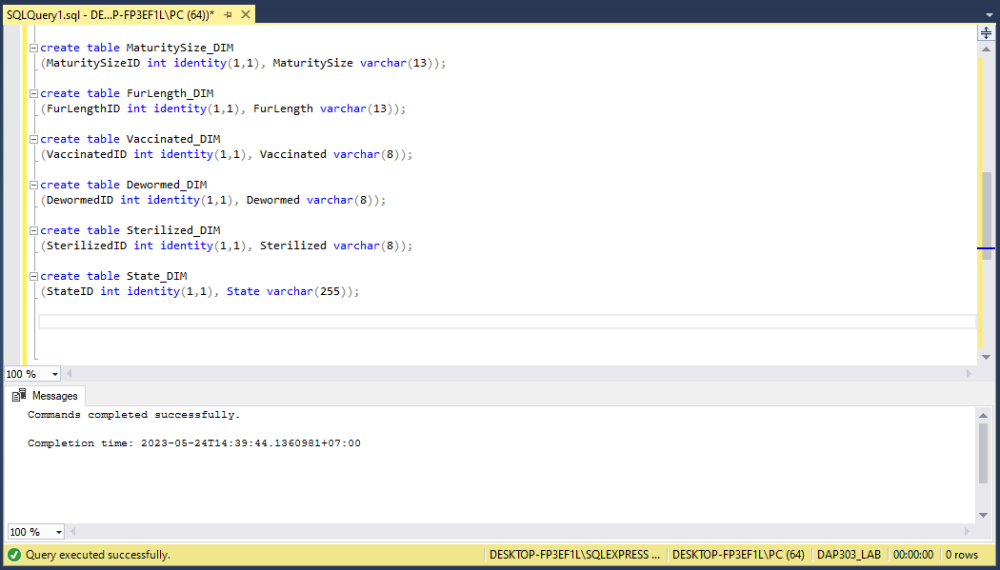 SQLQuery1.sql - DE...P-FP3EF1L\PC (64))*
create table MaturitySize_DIM
(MaturitySizeID int identity(1,1), MaturitySize varchar(13));
create table FurLength_DIM
(FurLengthID int identity(1,1), FurLength varchar(13));
create table Vaccinated_DIM
(VaccinatedID int identity(1,1), Vaccinated varchar(8));
create table Dewormed_DIM
(DewormedID int identity(1,1), Dewormed varchar(8));
create table Sterilized_DIM
(SterilizedID int identity(1,1), Sterilized varchar(8));
create table State_DIM
(StateID int identity(1,1), State varchar(255));
100 %
Messages
Commands completed successfully.
Completion time: 2023-05-24T14:39:44.1360981+07:00
100 %
Query executed successfully. DESKTOP-FP3EF1L\SQLEXPRESS ... DESKTOP-FP3EF1L\PC (64) DAP303_LAB 00:00:00 0 rows